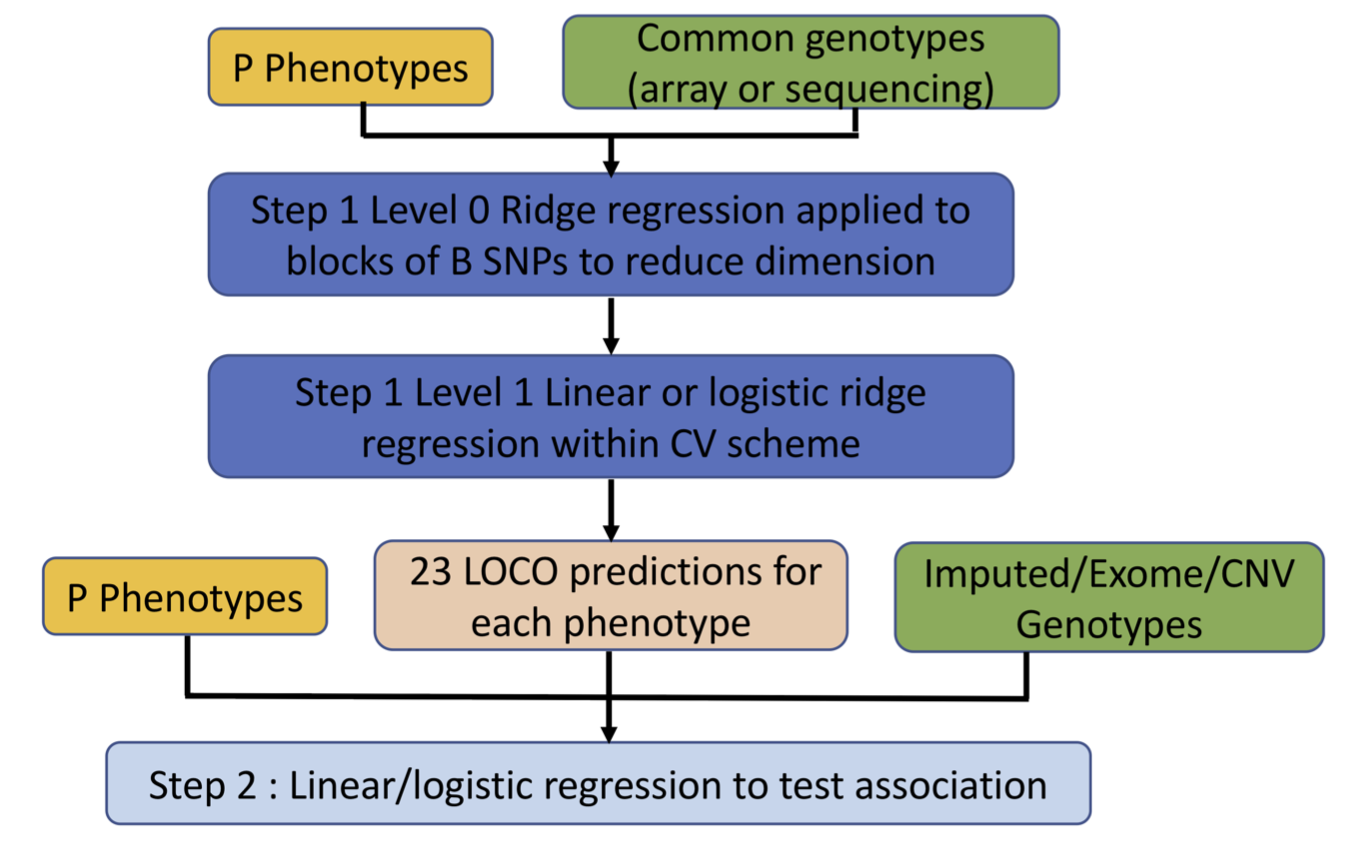 P Phenotypes
Common genotypes
(array or sequencing)
Step 1 Level 0 Ridge regression applied to
blocks of B SNPs to reduce dimension
Step 1 Level 1 Linear or logistic ridge
regression within CV scheme
P Phenotypes
23 LOCO predictions for
each phenotype
Imputed/Exome/CNV
Genotypes
Step 2 : Linear/logistic regression to test association